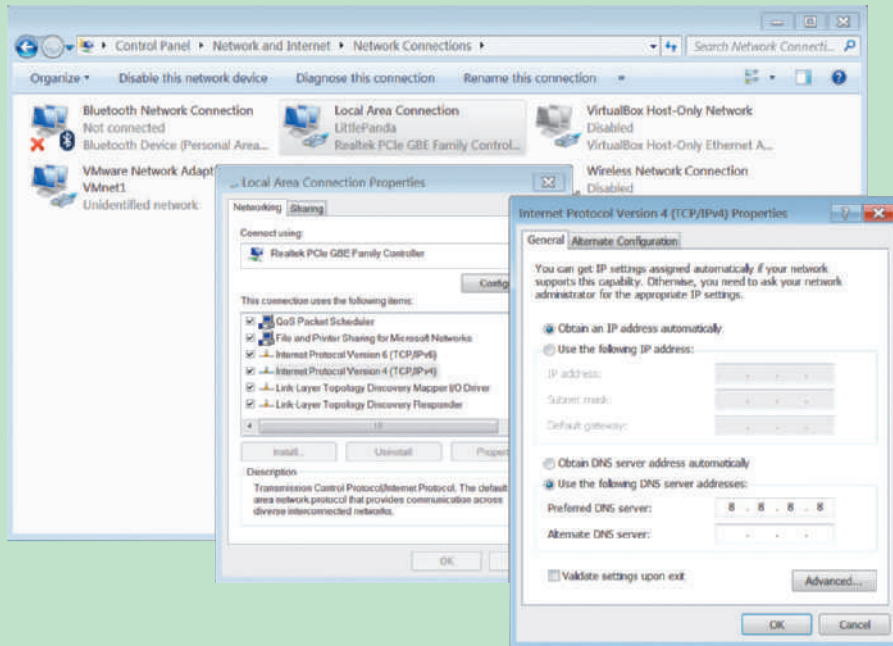 Control Panel Network and Internet Network Connections
Search Network Connecti...
Organize Disable this network device Diagnose this connection Rename this connection »
Bluetooth Network Connection
Not connected
Bluetooth Device (Personal Area...
Local Area Connection
LittlePanda
Realtek PCIe GBE Family Control...
VirtualBox Host-Only Network
Disabled
VirtualBox Host-Only Ethernet A...
VMware Network Adapt
VMnet1
Unidentified network
Wireless Network Connection
Disabled
Local Area Connection Properties
Networking Sharing
Connect using:
Realtek PCIe GBE Family Controller
Config
This connection uses the following items:
QoS Packet Scheduler
File and Printer Sharing for Microsoft Networks
Internet Protocol Version 6 (TCP/IPv6)
Internet Protocol Version 4 (TCP/IPv4)
Link-Layer Topology Discovery Mapper I/O Driver
Link-Layer Topology Discovery Responder
Install... Uninstall Propert
Description
Transmission Control Protocol/Internet Protocol. The default
area network protocol that provides communication across
diverse interconnected networks.
OK
Internet Protocol Version 4 (TCP/IPv4) Properties
General Alternate Configuration
You can get IP settings assigned automatically if your network
supports this capability. Otherwise, you need to ask your network
administrator for the appropriate IP settings.
Obtain an IP address automatically
Use the following IP address:
IP address:
Subnet mask:
Default gateway:
Obtain DNS server address automatically
Use the following DNS server addresses:
Preferred DNS server: 8 . 8 . 8 . 8
Alternate DNS server: . . .
Validate settings upon exit
Advanced...
OK Cancel